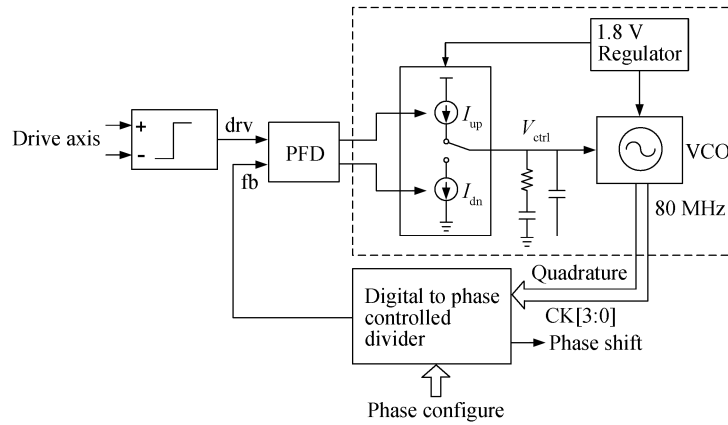 1.8 V
Regulator
Drive axis
+
-
drv
fb
PFD
I_up
I_dn
V_ctrl
VCO
80 MHz
Quadrature
CK[3:0]
Digital to phase
controlled
divider
Phase shift
Phase configure